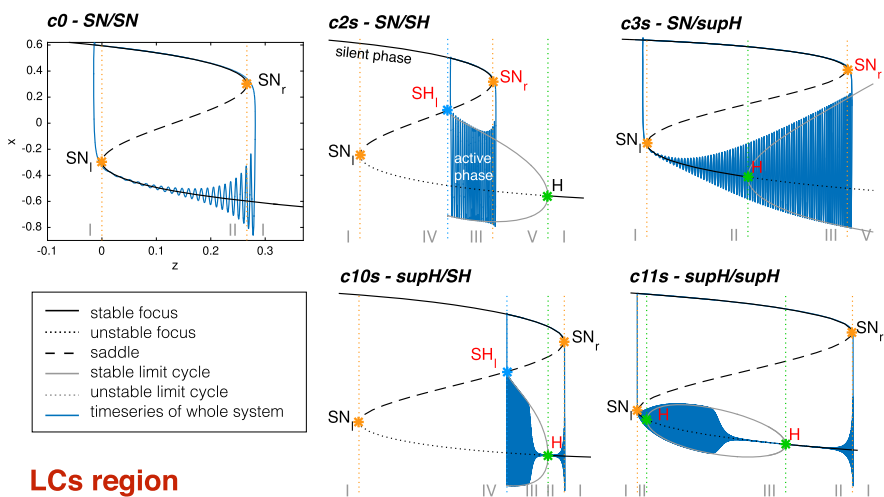 c0 - SN/SN
c2s - SN/SH
c3s - SN/supH
0.6
0.4
0.2
0
-0.2
-0.4
-0.6
-0.8
x
-0.1
0
0.1
0.2
0.3
z
SNr
SNl
I
II
I
silent phase
SNr
SHl
SNl
active
phase
H
I
IV
III
V
I
SNr
SNl
H
I
II
III
V
c10s - supH/SH
c11s - supH/supH
stable focus
unstable focus
saddle
stable limit cycle
unstable limit cycle
timeseries of whole system
LCs region
SNr
SHl
SNl
H
I
IV
III
II
I
SNr
SNl
H
H
I
II
III
II
I